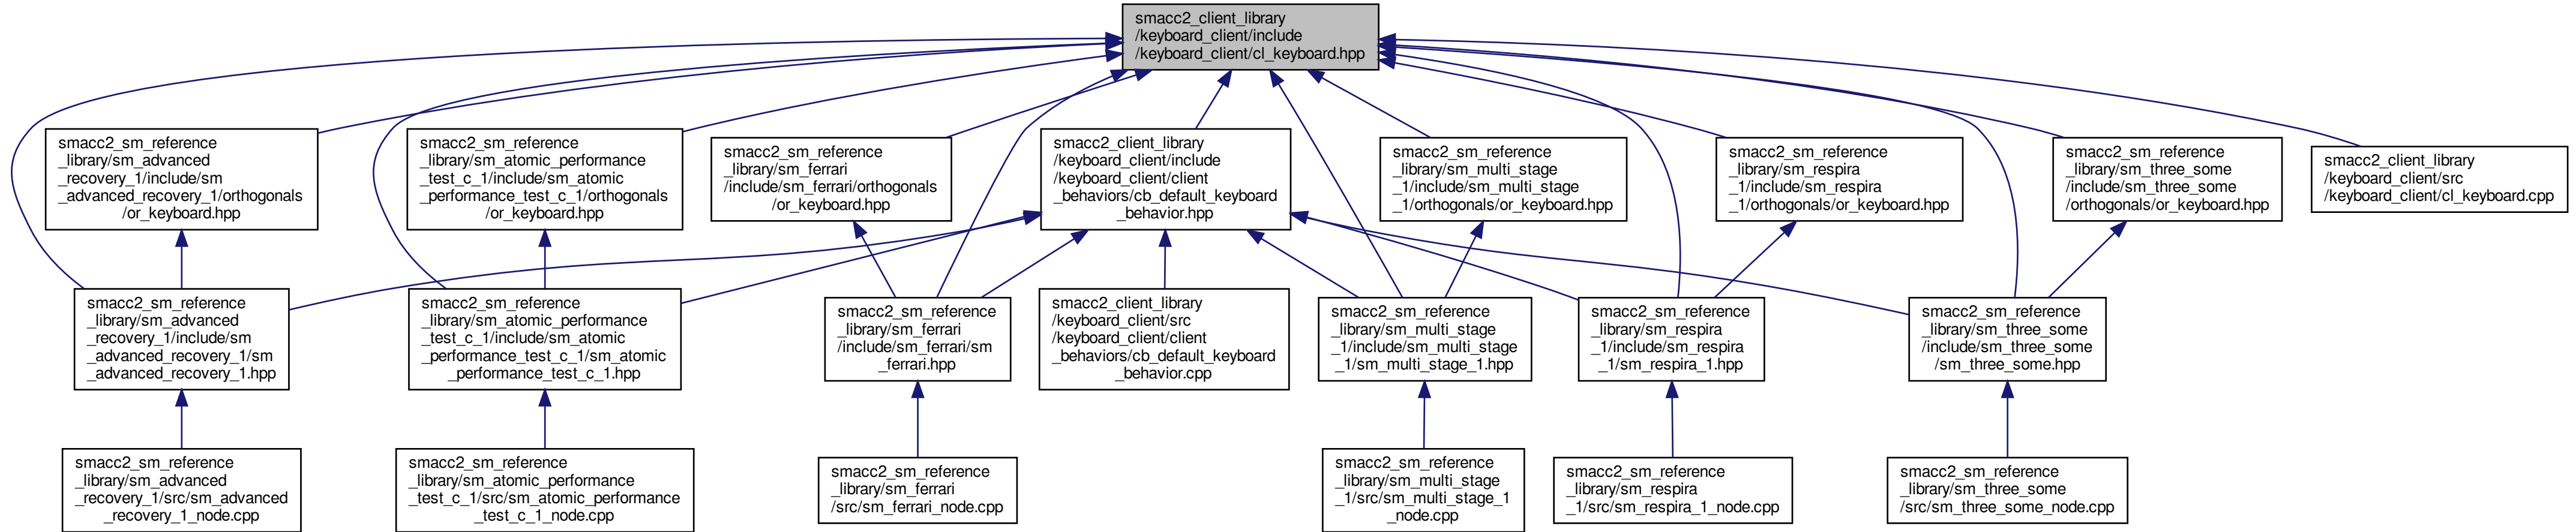 smacc2_client_library
/keyboard_client/include
/keyboard_client/cl_keyboard.hpp
smacc2_sm_reference
_library/sm_advanced
_recovery_1/include/sm
_advanced_recovery_1/orthogonals
/or_keyboard.hpp
smacc2_sm_reference
_library/sm_atomic_performance
_test_c_1/include/sm_atomic
_performance_test_c_1/orthogonals
/or_keyboard.hpp
smacc2_sm_reference
_library/sm_ferrari
/include/sm_ferrari/orthogonals
/or_keyboard.hpp
smacc2_client_library
/keyboard_client/include
/keyboard_client/client
_behaviors/cb_default_keyboard
_behavior.hpp
smacc2_sm_reference
_library/sm_multi_stage
_1/include/sm_multi_stage
_1/orthogonals/or_keyboard.hpp
smacc2_sm_reference
_library/sm_respira
_1/include/sm_respira
_1/orthogonals/or_keyboard.hpp
smacc2_sm_reference
_library/sm_three_some
/include/sm_three_some
/orthogonals/or_keyboard.hpp
smacc2_client_library
/keyboard_client/src
/keyboard_client/cl_keyboard.cpp
smacc2_sm_reference
_library/sm_advanced
_recovery_1/include/sm
_advanced_recovery_1/sm
_advanced_recovery_1.hpp
smacc2_sm_reference
_library/sm_atomic_performance
_test_c_1/include/sm_atomic
_performance_test_c_1/sm_atomic
_performance_test_c_1.hpp
smacc2_sm_reference
_library/sm_ferrari
/include/sm_ferrari/sm
_ferrari.hpp
smacc2_client_library
/keyboard_client/src
/keyboard_client/client
_behaviors/cb_default_keyboard
_behavior.cpp
smacc2_sm_reference
_library/sm_multi_stage
_1/include/sm_multi_stage
_1/sm_multi_stage_1.hpp
smacc2_sm_reference
_library/sm_respira
_1/include/sm_respira
_1/sm_respira_1.hpp
smacc2_sm_reference
_library/sm_three_some
/include/sm_three_some
/sm_three_some.hpp
smacc2_sm_reference
_library/sm_advanced
_recovery_1/src/sm_advanced
_recovery_1_node.cpp
smacc2_sm_reference
_library/sm_atomic_performance
_test_c_1/src/sm_atomic_performance
_test_c_1_node.cpp
smacc2_sm_reference
_library/sm_ferrari
/src/sm_ferrari_node.cpp
smacc2_sm_reference
_library/sm_multi_stage
_1/src/sm_multi_stage_1
_node.cpp
smacc2_sm_reference
_library/sm_respira
_1/src/sm_respira_1_node.cpp
smacc2_sm_reference
_library/sm_three_some
/src/sm_three_some_node.cpp